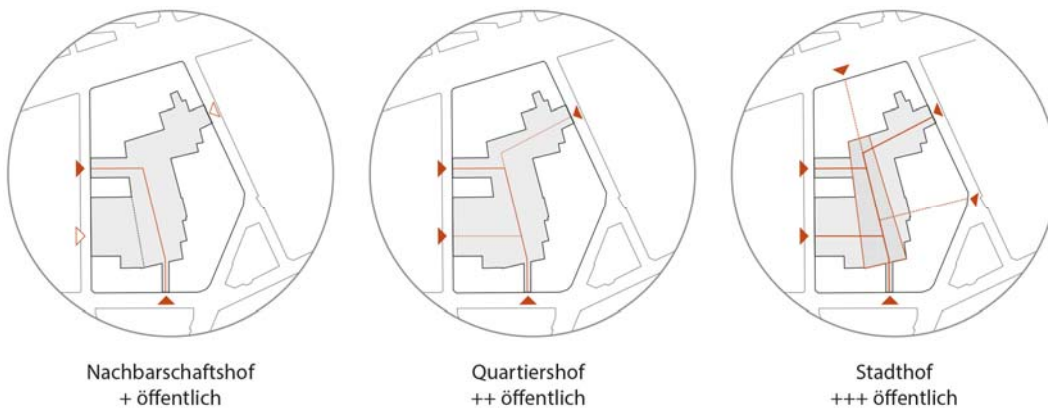 Nachbarschaftshof
+ öffentlich
Quartiershof
++ öffentlich
Stadthof
+++ öffentlich